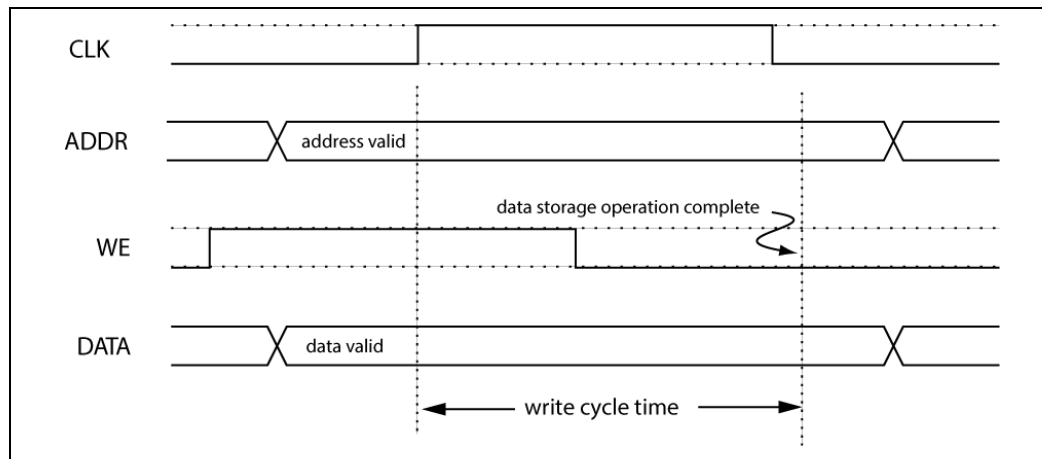 CLK
ADDR
address valid
data storage operation complete
WE
DATA
data valid
write cycle time